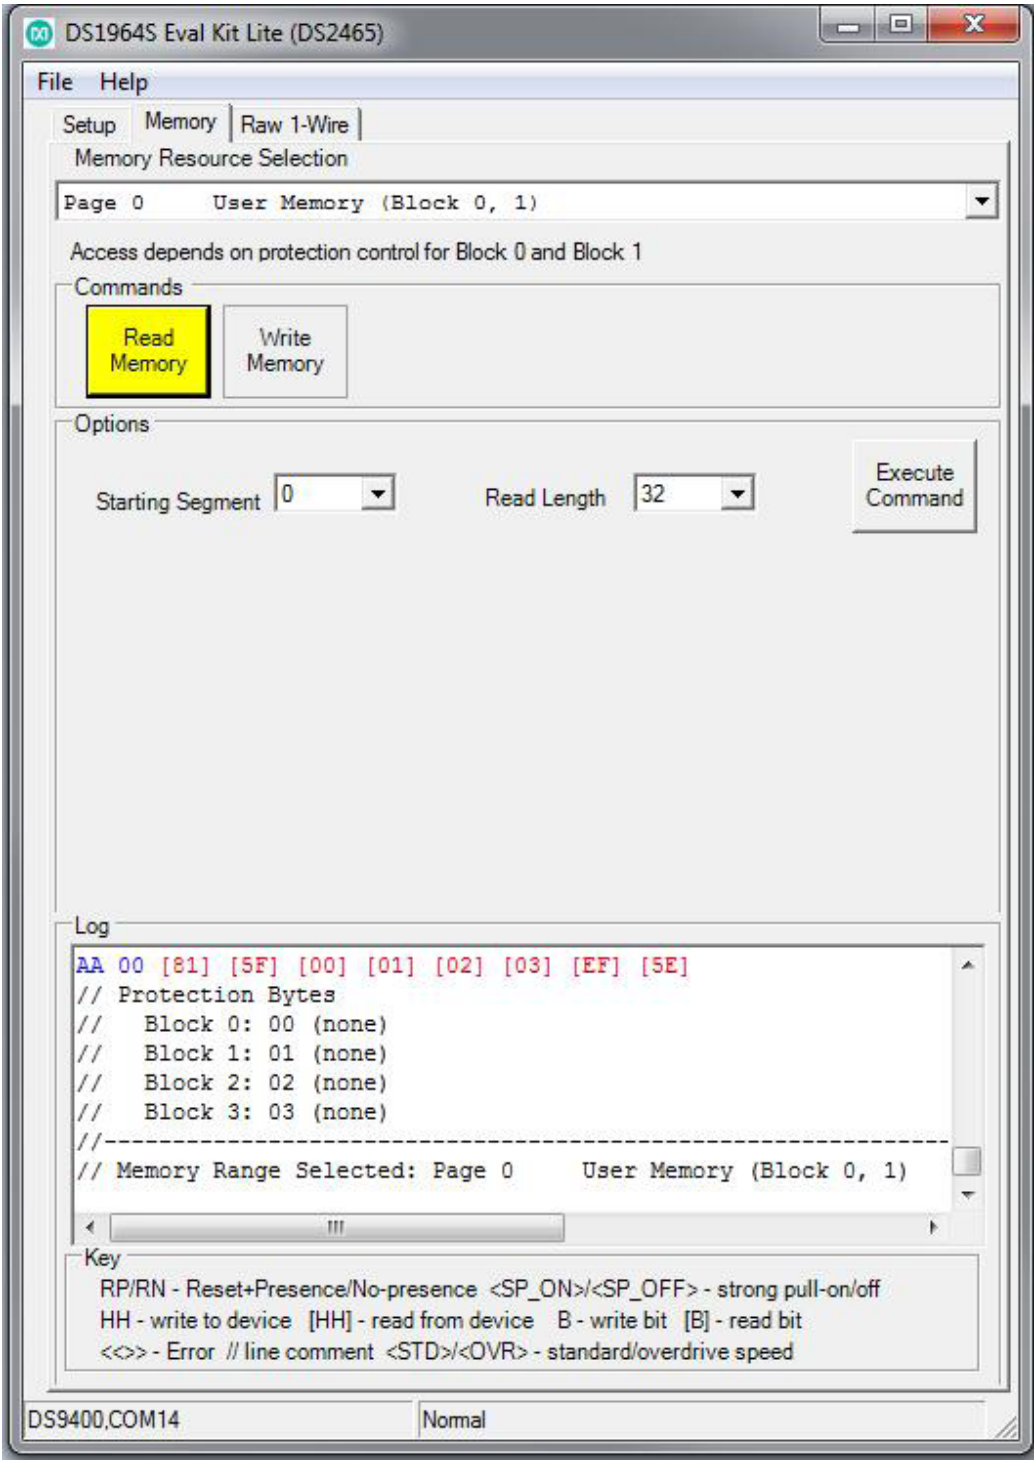 DS1964S Eval Kit Lite (DS2465)
File Help
Setup Memory Raw 1-Wire
Memory Resource Selection
Page 0 User Memory (Block 0, 1)
Access depends on protection control for Block 0 and Block 1
Commands
Read Memory
Write Memory
Options
Starting Segment 0 Read Length 32
Execute Command
Log
AA 00 [81] [5F] [00] [01] [02] [03] [EF] [5E]
// Protection Bytes
// Block 0: 00 (none)
// Block 1: 01 (none)
// Block 2: 02 (none)
// Block 3: 03 (none)
//---------------------------------------------------------------
// Memory Range Selected: Page 0 User Memory (Block 0, 1)
Key
RP/RN - Reset+Presence/No-presence <SP_ON>/<SP_OFF> - strong pull-on/off
HH - write to device [HH] - read from device B - write bit [B] - read bit
<<>> - Error // line comment <STD>/<OVR> - standard/overdrive speed
DS9400,COM14 Normal